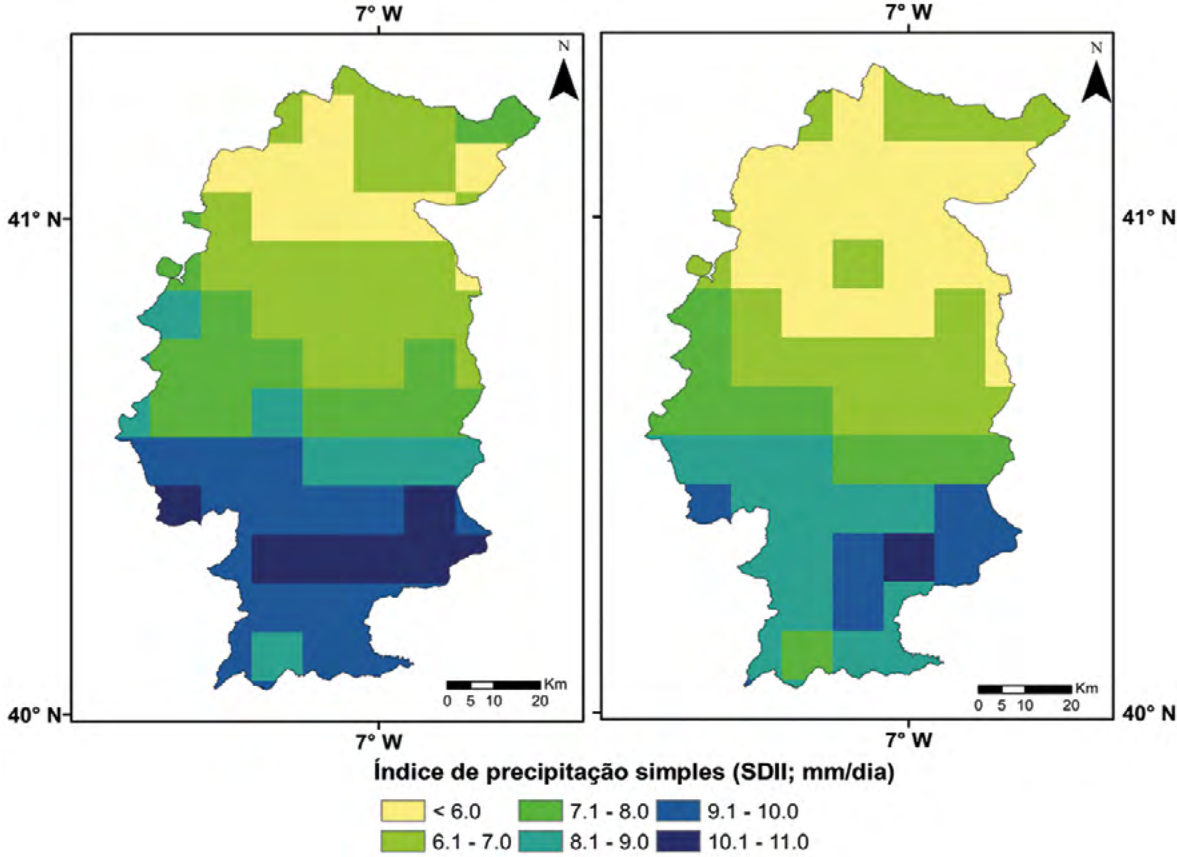 7° W 7° W
N N
41° N 41° N
Km Km
0 5 10 20 0 5 10 20
40° N 40° N
7° W 7° W
Índice de precipitação simples (SDII; mm/dia)
< 6.0 7.1 - 8.0 9.1 - 10.0
6.1 - 7.0 8.1 - 9.0 10.1 - 11.0